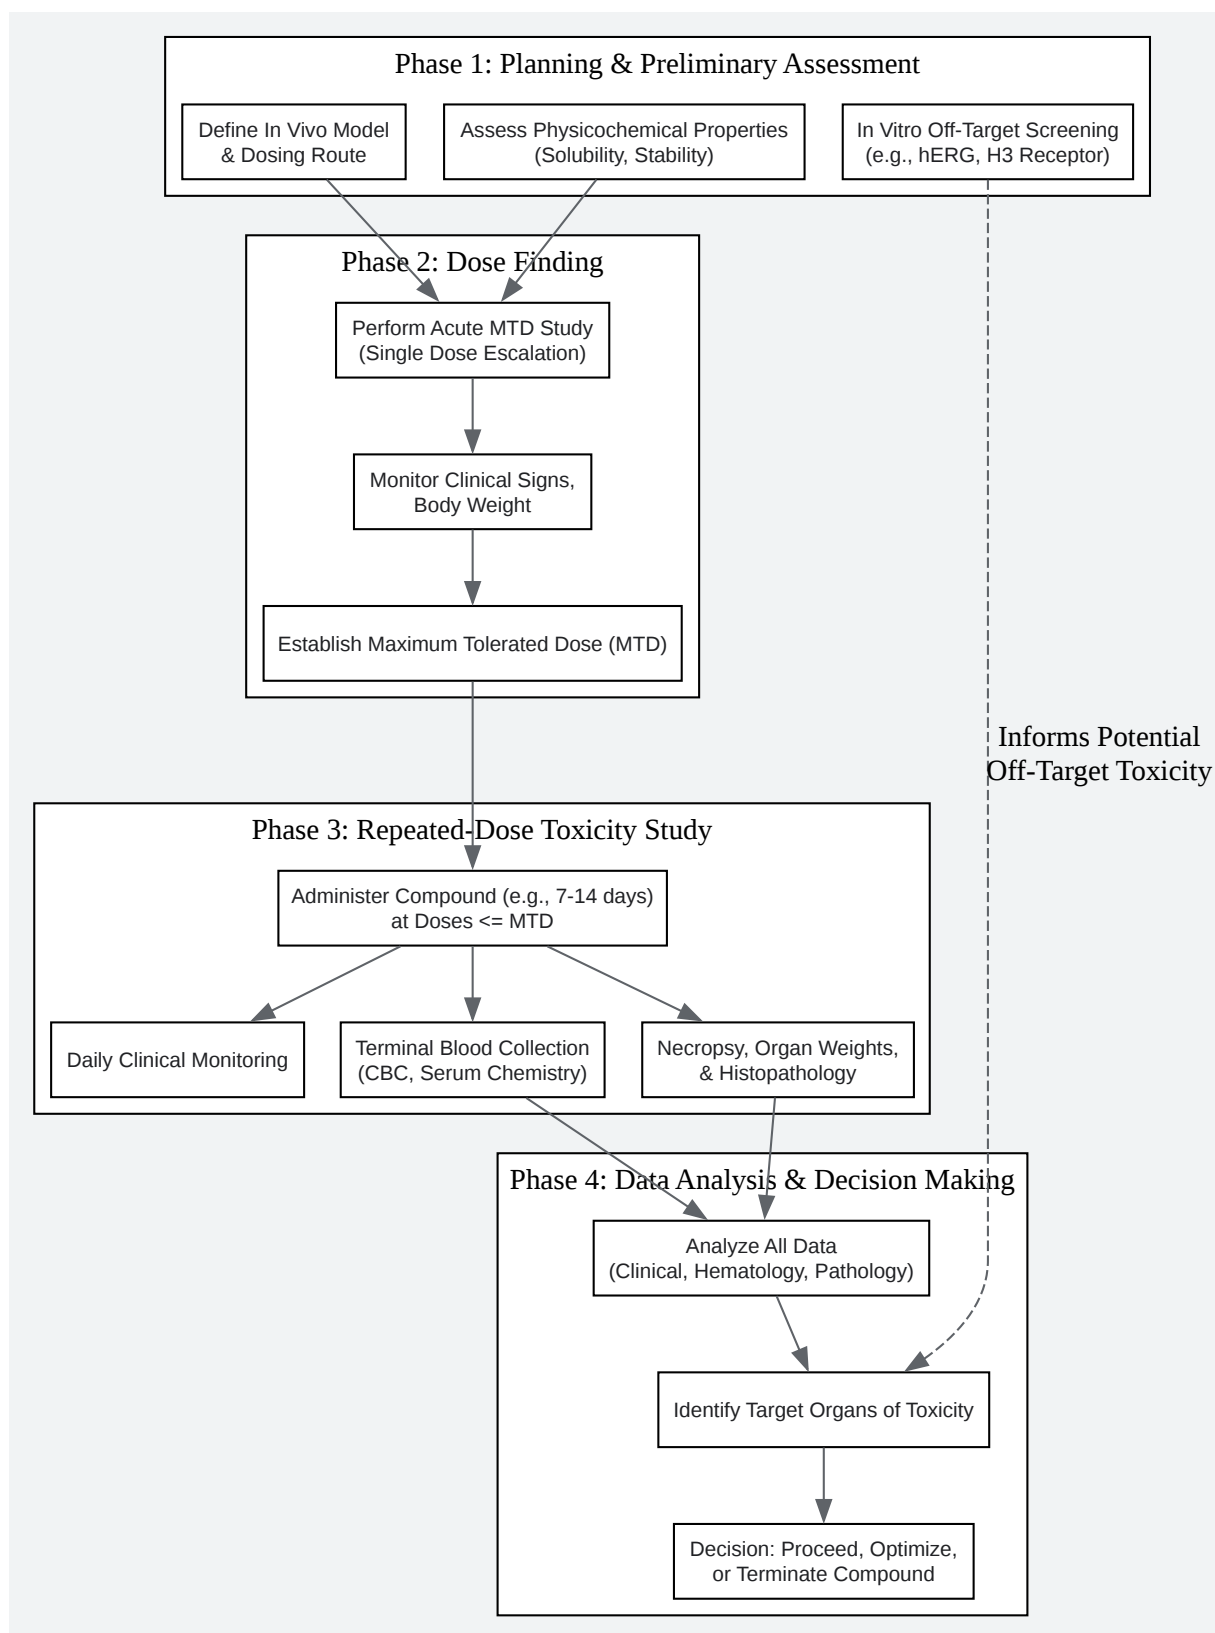 Phase 1: Planning & Preliminary Assessment
Define In Vivo Model
& Dosing Route
Assess Physicochemical Properties
(Solubility, Stability)
In Vitro Off-Target Screening
(e.g., hERG, H3 Receptor)
Phase 2: Dose Finding
Perform Acute MTD Study
(Single Dose Escalation)
Monitor Clinical Signs,
Body Weight
Establish Maximum Tolerated Dose (MTD)
Informs Potential
Off-Target Toxicity
Phase 3: Repeated-Dose Toxicity Study
Administer Compound (e.g., 7-14 days)
at Doses <= MTD
Daily Clinical Monitoring
Terminal Blood Collection
(CBC, Serum Chemistry)
Necropsy, Organ Weights,
& Histopathology
Phase 4: Data Analysis & Decision Making
Analyze All Data
(Clinical, Hematology, Pathology)
Identify Target Organs of Toxicity
Decision: Proceed, Optimize,
or Terminate Compound